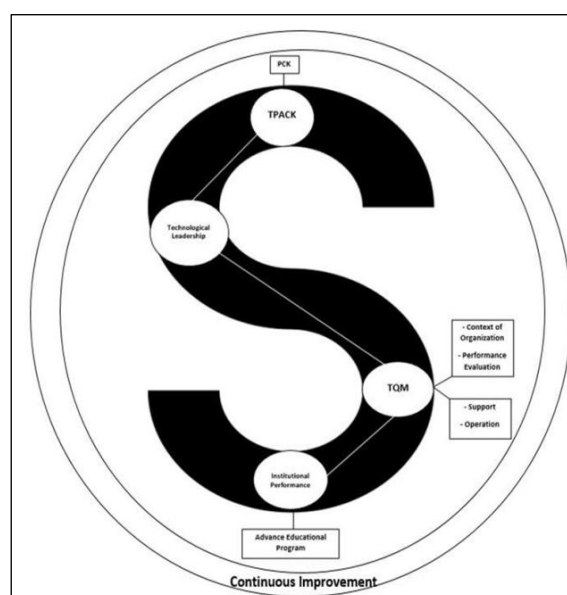 PCK
TPACK
Technological
Leadership
- Context of
Organization
- Performance
Evaluation
TQM
- Support
- Operation
Institutional
Performance
Advance Educational
Program
Continuous Improvement